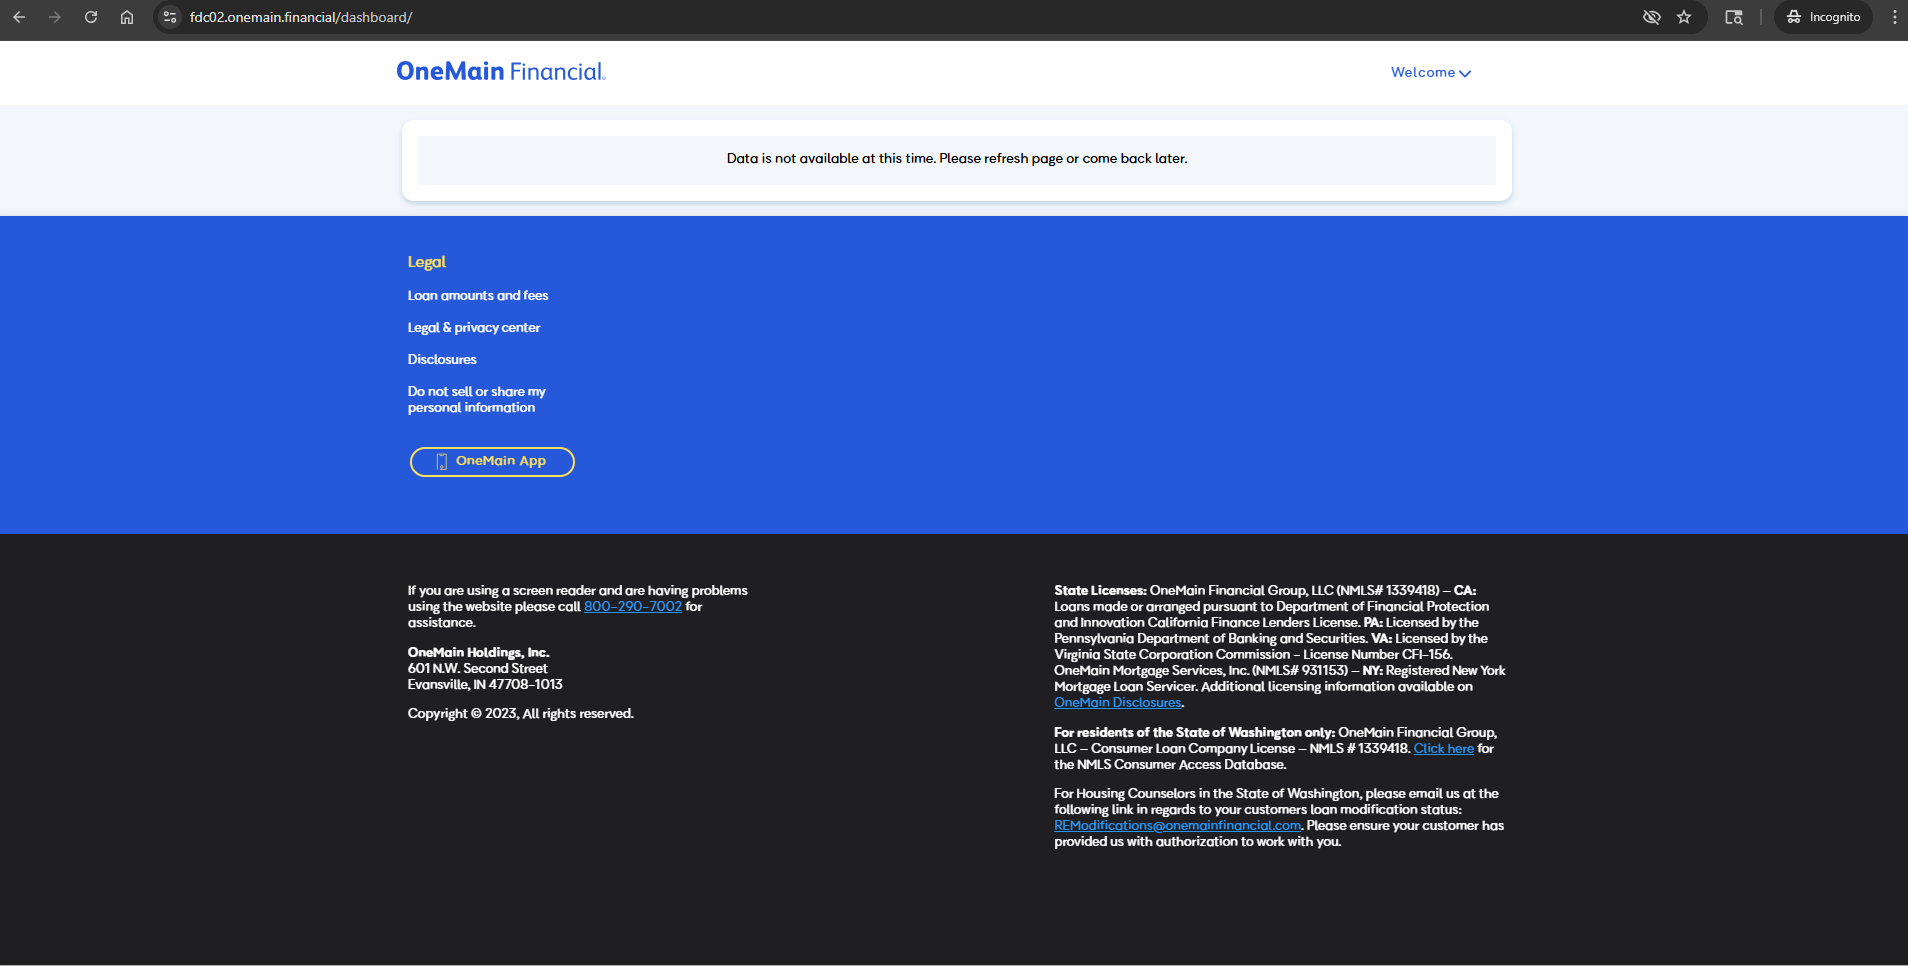 fdc02.onemain.financial/dashboard/
Incognito
OneMain Financial.
Welcome
Data is not available at this time. Please refresh page or come back later.
Legal
Loan amounts and fees
Legal & privacy center
Disclosures
Do not sell or share my
personal information
OneMain App
If you are using a screen reader and are having problems
using the website please call 800-290-7002 for
assistance.
OneMain Holdings, Inc.
601 N.W. Second Street
Evansville, IN 47708-1013
Copyright © 2023, All rights reserved.
State Licenses: OneMain Financial Group, LLC (NMLS# 1339418) – CA:
Loans made or arranged pursuant to Department of Financial Protection
and Innovation California Finance Lenders License. PA: Licensed by the
Pennsylvania Department of Banking and Securities. VA: Licensed by the
Virginia State Corporation Commission - License Number CFI-156.
OneMain Mortgage Services, Inc. (NMLS# 931153) – NY: Registered New York
Mortgage Loan Servicer. Additional licensing information available on
OneMain Disclosures.
For residents of the State of Washington only: OneMain Financial Group,
LLC – Consumer Loan Company License – NMLS # 1339418. Click here for
the NMLS Consumer Access Database.
For Housing Counselors in the State of Washington, please email us at the
following link in regards to your customers loan modification status:
REModifications@onemainfinancial.com. Please ensure your customer has
provided us with authorization to work with you.